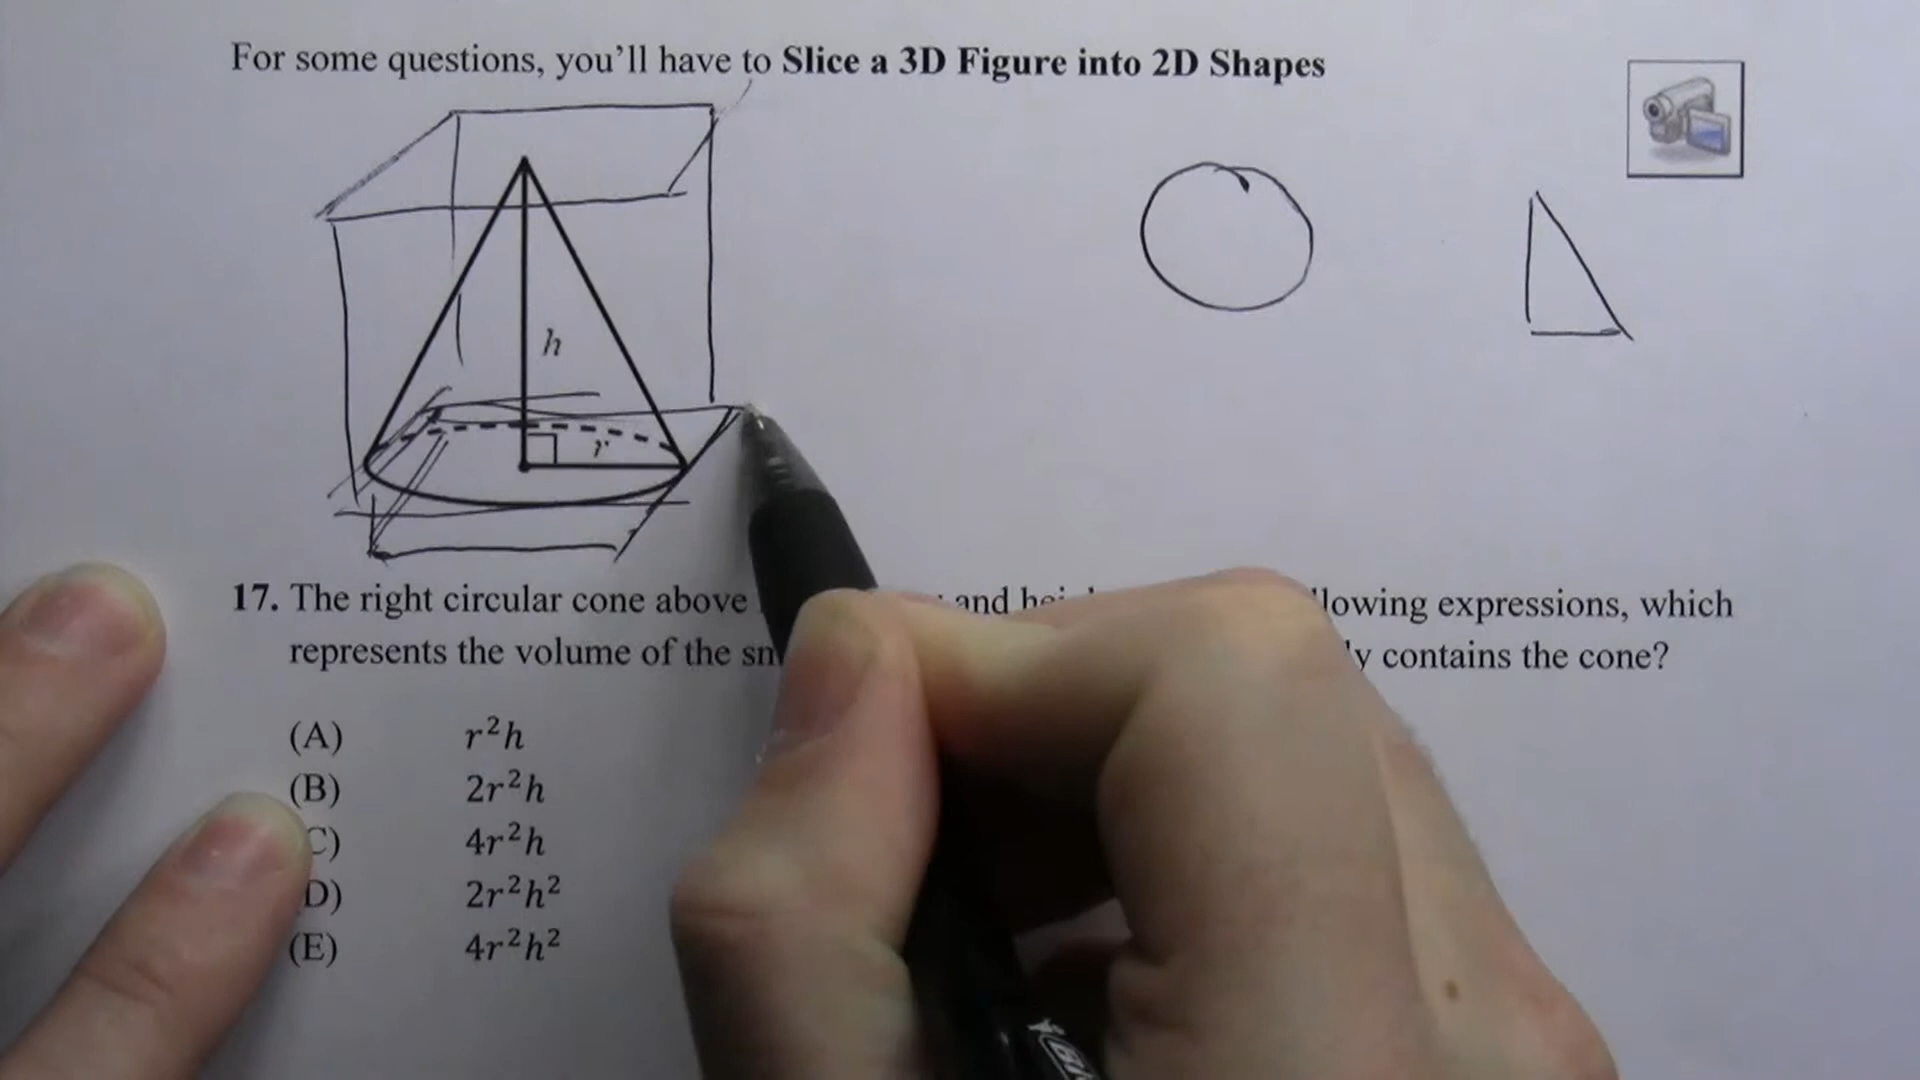 For some questions, you'll have to Slice a 3D Figure into 2D Shapes
h
r
17. The right circular cone above and lowing expressions, which
represents the volume of the contains the cone?
(A) r²h
(B) 2r²h
C) 4r²h
D) 2r²h²
(E) 4r²h²